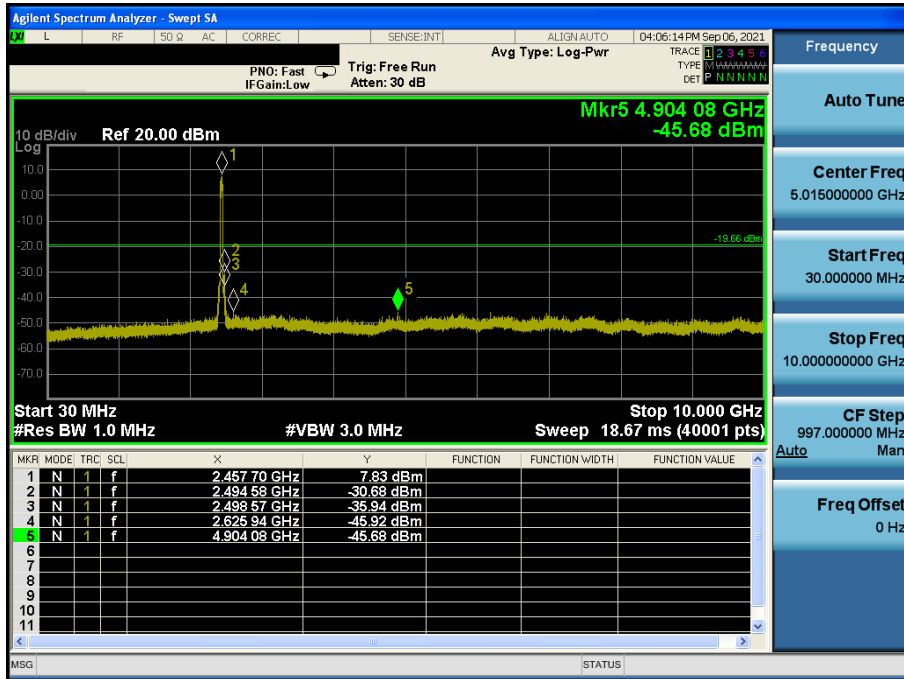 Agilent Spectrum Analyzer - Swept SA
LXI L RF 50 Ω AC CORREC SENSE:INT ALIGN AUTO 04:06:14 PM Sep 06, 2021
Avg Type: Log-Pwr TRACE 1 2 3 4 5 6
PNO: Fast Trig: Free Run TYPE M WWWWW
IFGain:Low Atten: 30 dB DET P N N N N N
Mkr5 4.904 08 GHz
-45.68 dBm
10 dB/div Ref 20.00 dBm
Log
10.0
0.00
-10.0
-20.0
-30.0
-40.0
-50.0
-60.0
-70.0
1
2
3
4
5
-19.66 dBm
Start 30 MHz Stop 10.000 GHz
#Res BW 1.0 MHz #VBW 3.0 MHz Sweep 18.67 ms (40001 pts)
MKR MODE TRC SCL X Y FUNCTION FUNCTION WIDTH FUNCTION VALUE
1 N 1 f 2.457 70 GHz 7.83 dBm
2 N 1 f 2.494 58 GHz -30.68 dBm
3 N 1 f 2.498 57 GHz -35.94 dBm
4 N 1 f 2.625 94 GHz -45.92 dBm
5 N 1 f 4.904 08 GHz -45.68 dBm
6
7
8
9
10
11
MSG STATUS
Frequency
Auto Tune
Center Freq
5.015000000 GHz
Start Freq
30.000000 MHz
Stop Freq
10.000000000 GHz
CF Step
997.000000 MHz
Auto Man
Freq Offset
0 Hz